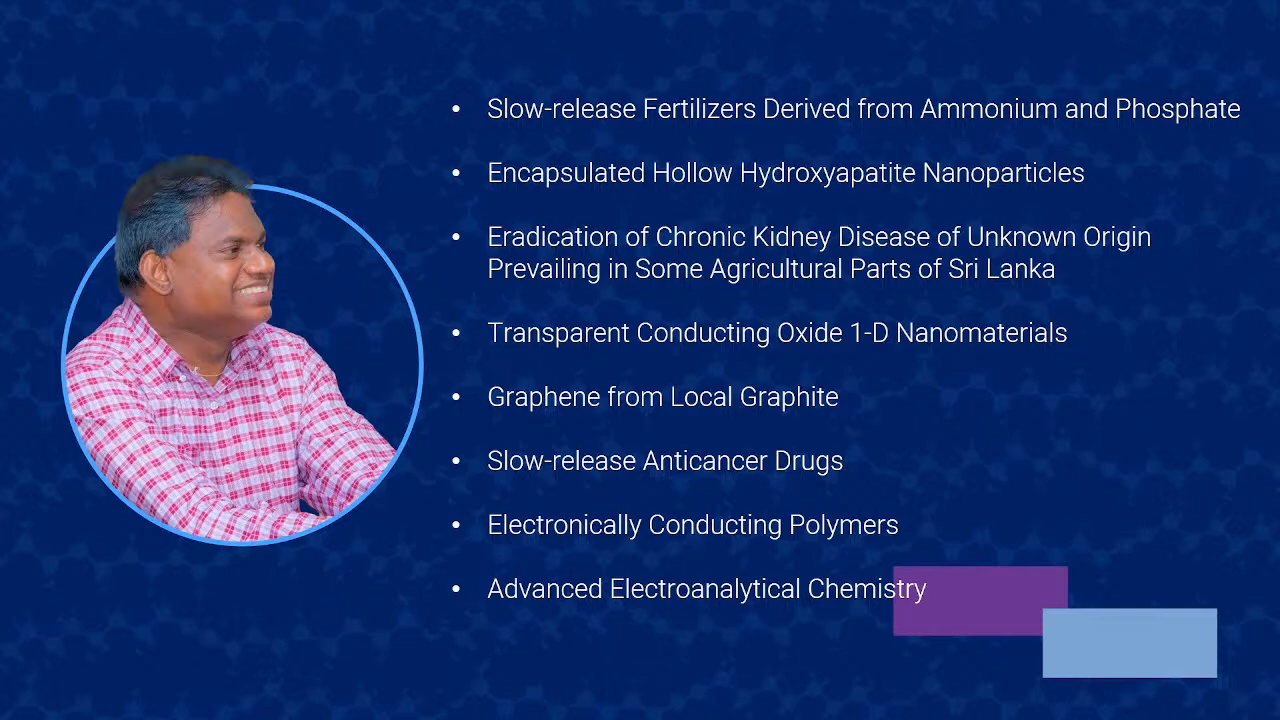 • Slow-release Fertilizers Derived from Ammonium and Phosphate
• Encapsulated Hollow Hydroxyapatite Nanoparticles
• Eradication of Chronic Kidney Disease of Unknown Origin
Prevailing in Some Agricultural Parts of Sri Lanka
• Transparent Conducting Oxide 1-D Nanomaterials
• Graphene from Local Graphite
• Slow-release Anticancer Drugs
• Electronically Conducting Polymers
• Advanced Electroanalytical Chemistry